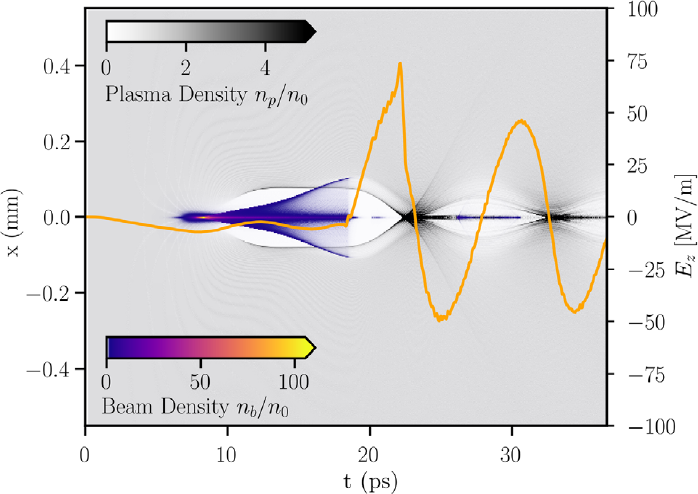 0 2 4
Plasma Density n_p/n_0
0.4
0.2
0.0
−0.2
−0.4
x (mm)
100
75
50
25
0
−25
−50
−75
−100
E_z [MV/m]
0 50 100
Beam Density n_b/n_0
0 10 20 30
t (ps)